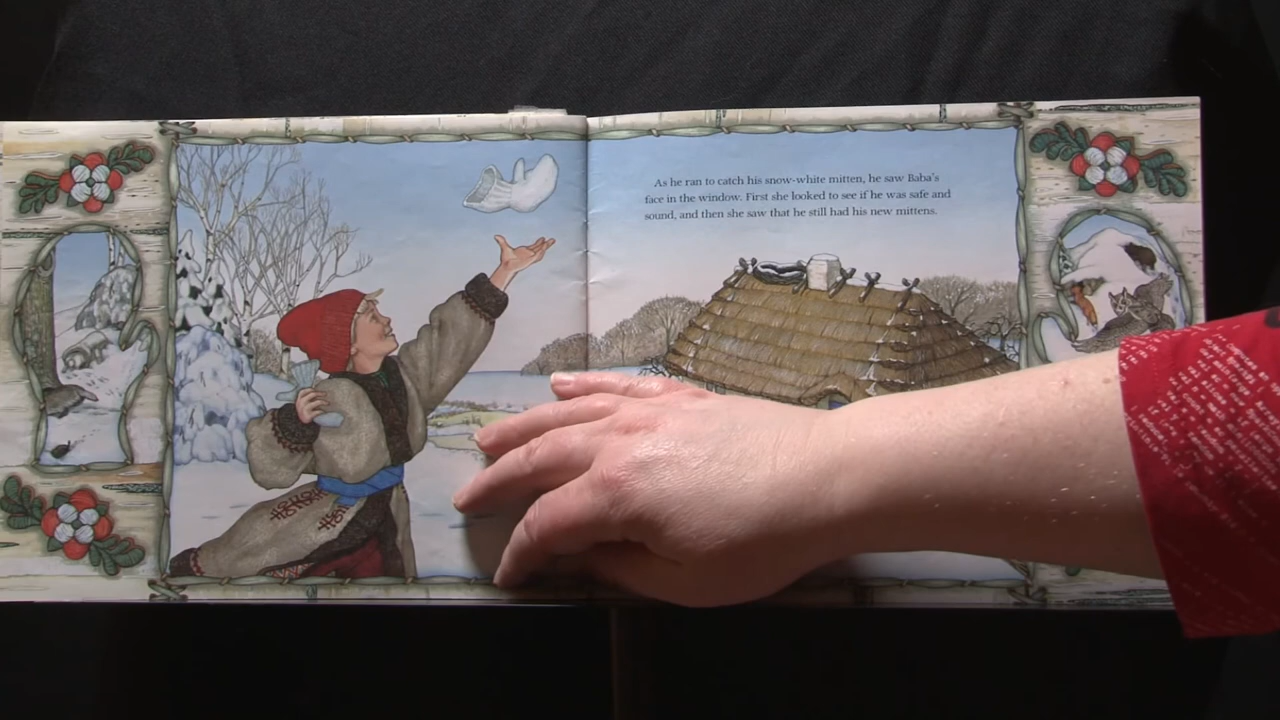 As he ran to catch his snow-white mitten, he saw Baba's
face in the window. First she looked to see if he was safe and
sound, and then she saw that he still had his new mittens.